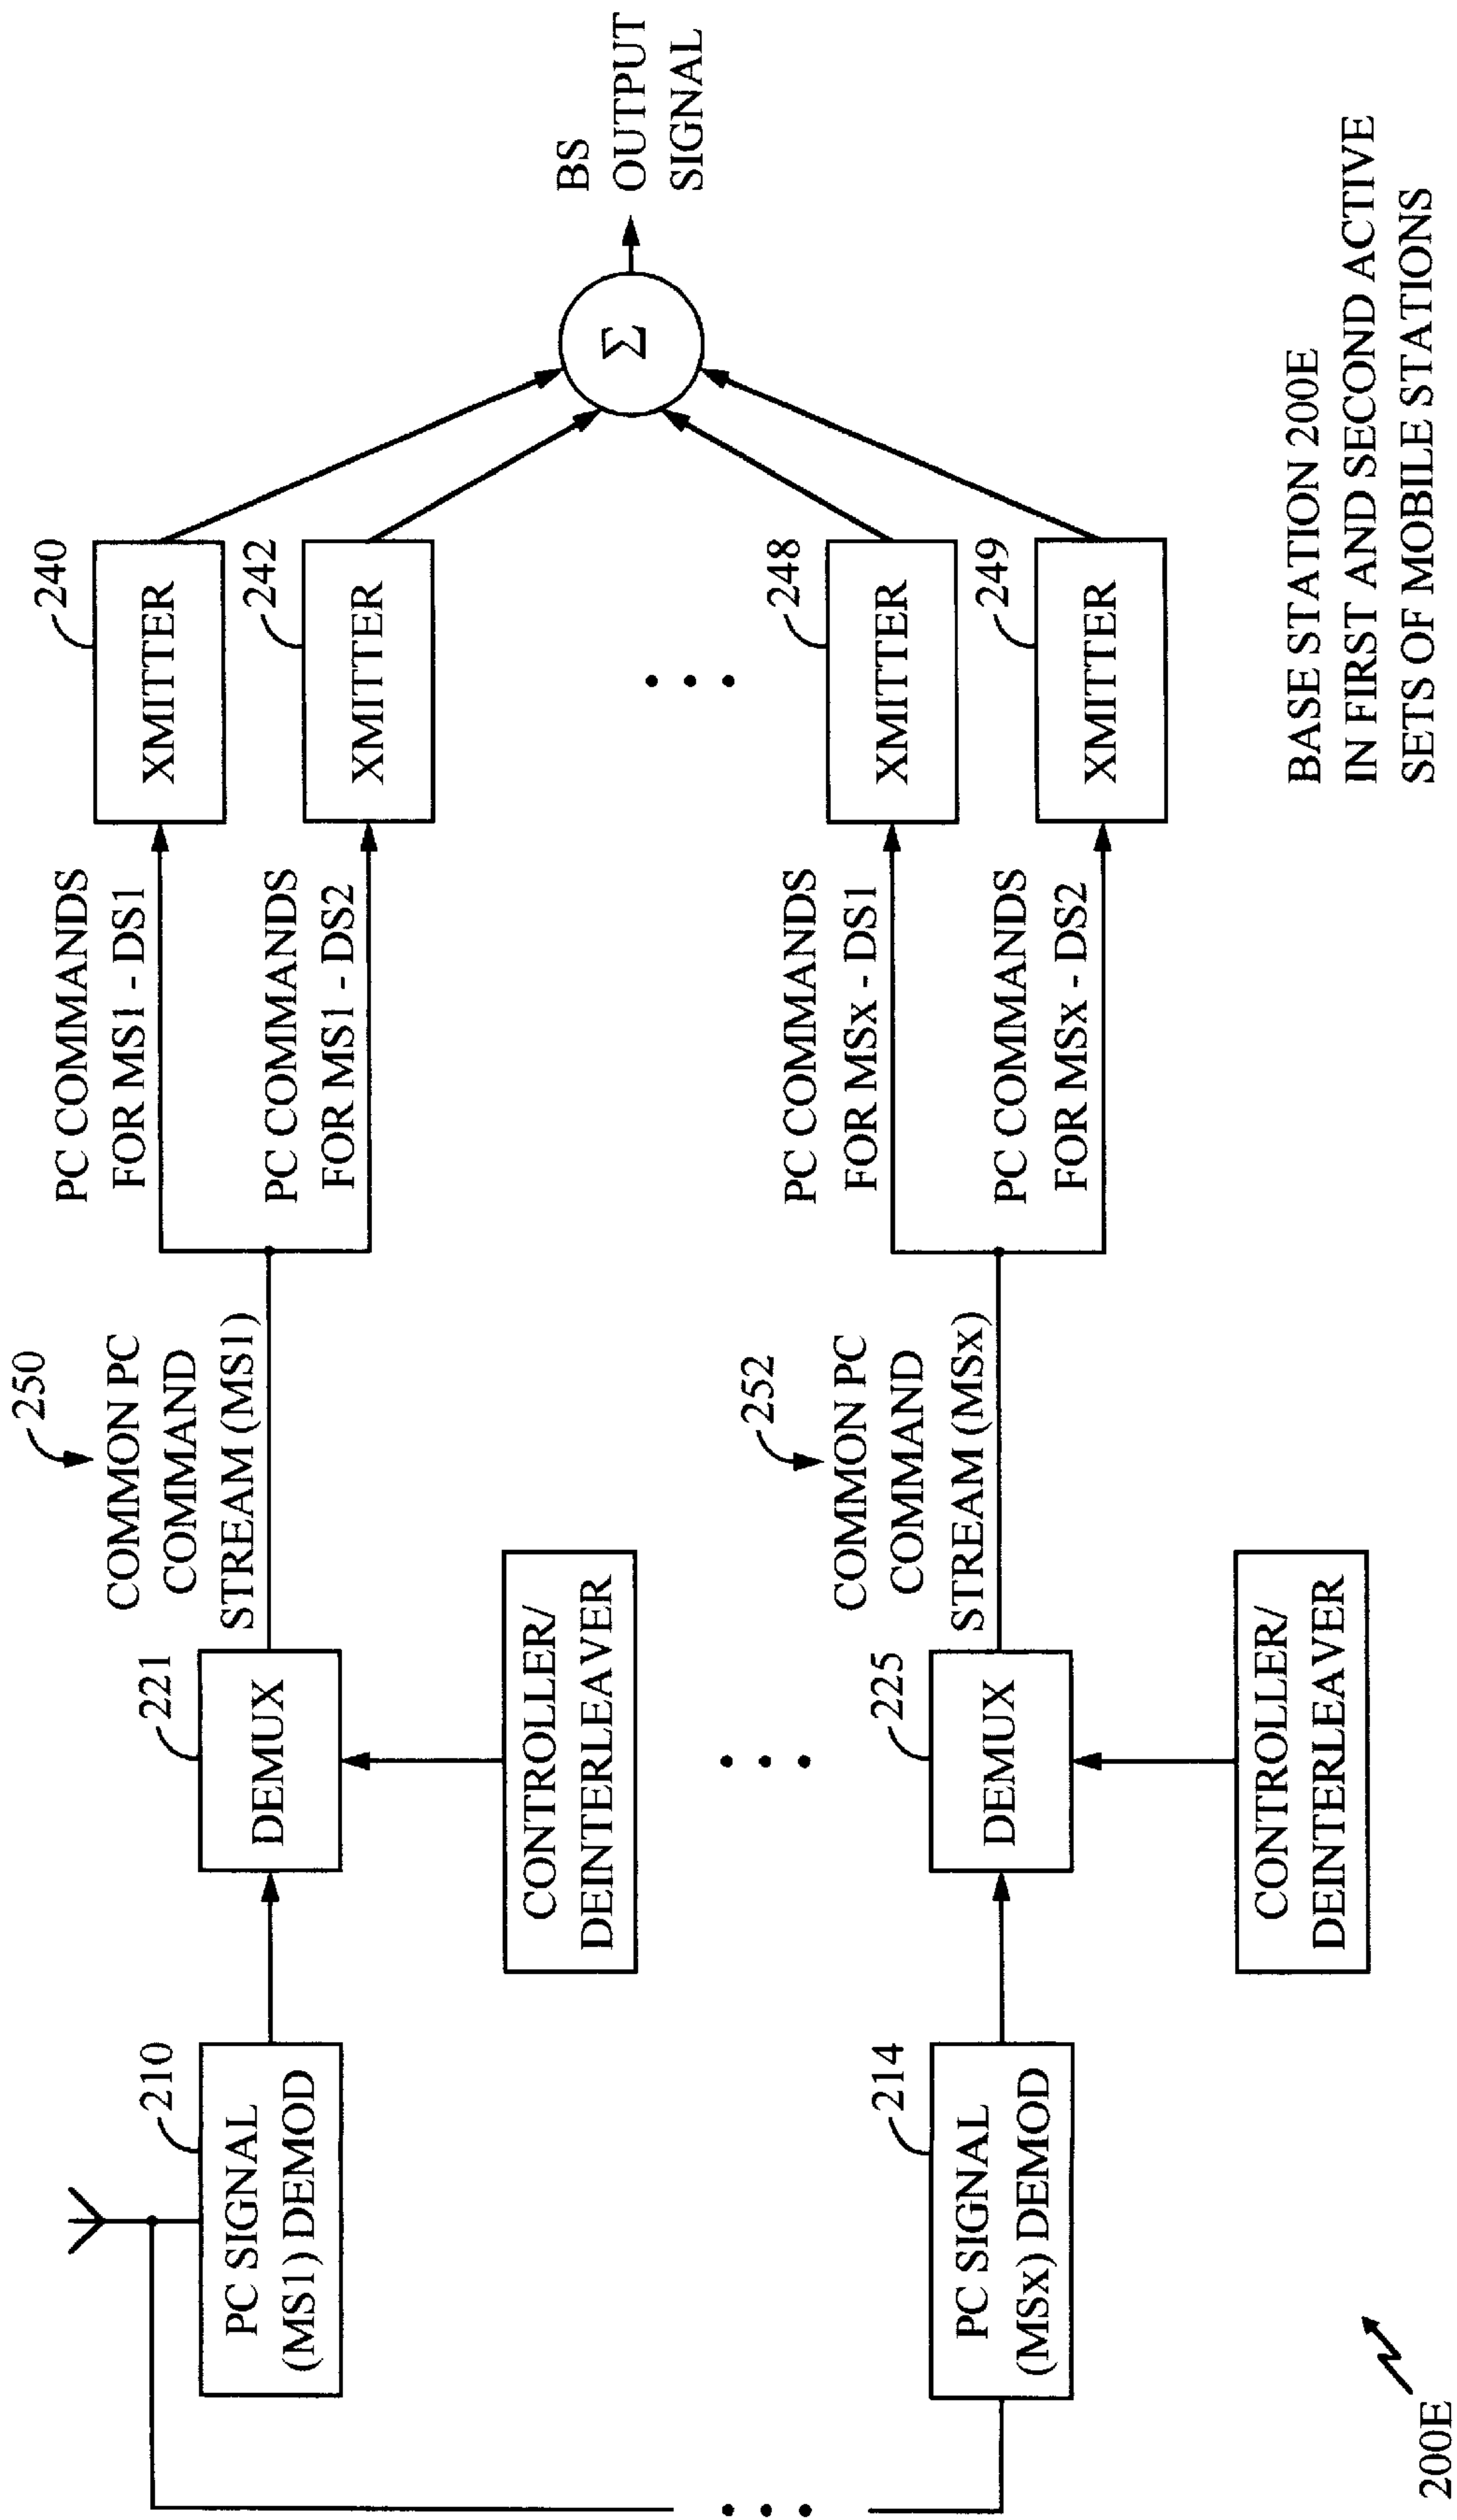 210
PC SIGNAL
(MS1) DEMOD
221
DEMUX
CONTROLLER/
DEINTERLEAVER
250
COMMON PC
COMMAND
STREAM (MS1)
PC COMMANDS
FOR MS1 - DS1
PC COMMANDS
FOR MS1 - DS2
240
XMITTER
242
XMITTER
214
PC SIGNAL
(MSx) DEMOD
225
DEMUX
CONTROLLER/
DEINTERLEAVER
252
COMMON PC
COMMAND
STREAM (MSx)
PC COMMANDS
FOR MSx - DS1
PC COMMANDS
FOR MSx - DS2
248
XMITTER
249
XMITTER
Σ
BS
OUTPUT
SIGNAL
200E
BASE STATION 200E
IN FIRST AND SECOND ACTIVE
SETS OF MOBILE STATIONS